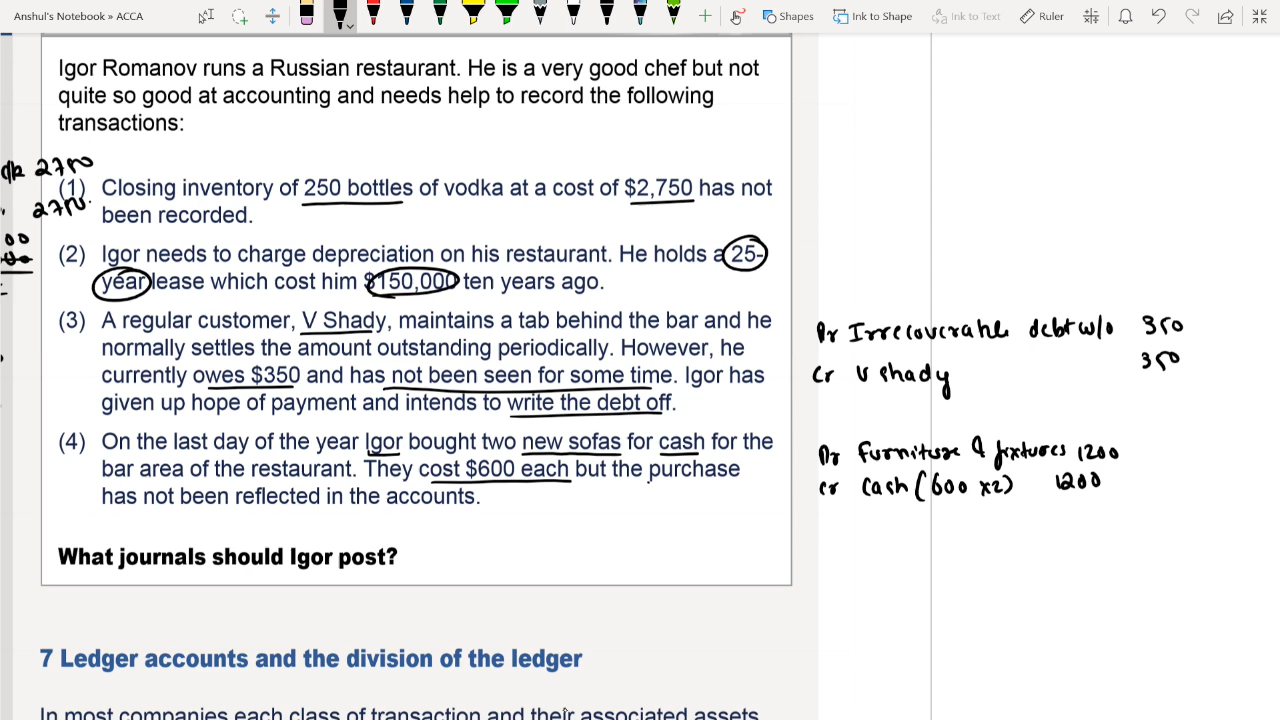 Anshul's Notebook » ACCA
Shapes
Ink to Shape
Ink to Text
Ruler
Igor Romanov runs a Russian restaurant. He is a very good chef but not
quite so good at accounting and needs help to record the following
transactions:
2750
(1) Closing inventory of 250 bottles of vodka at a cost of $2,750 has not
2750
been recorded.
00
(2) Igor needs to charge depreciation on his restaurant. He holds a 25-
year lease which cost him $150,000 ten years ago.
(3) A regular customer, V Shady, maintains a tab behind the bar and he
normally settles the amount outstanding periodically. However, he
currently owes $350 and has not been seen for some time. Igor has
given up hope of payment and intends to write the debt off.
(4) On the last day of the year Igor bought two new sofas for cash for the
bar area of the restaurant. They cost $600 each but the purchase
has not been reflected in the accounts.
What journals should Igor post?
Dr Irrecoverable debt w/o 350
Cr V shady 350
Dr Furniture & fixtures 1200
Cr Cash (600 x2) 1200
7 Ledger accounts and the division of the ledger
In most companies each class of transaction and their associated assets